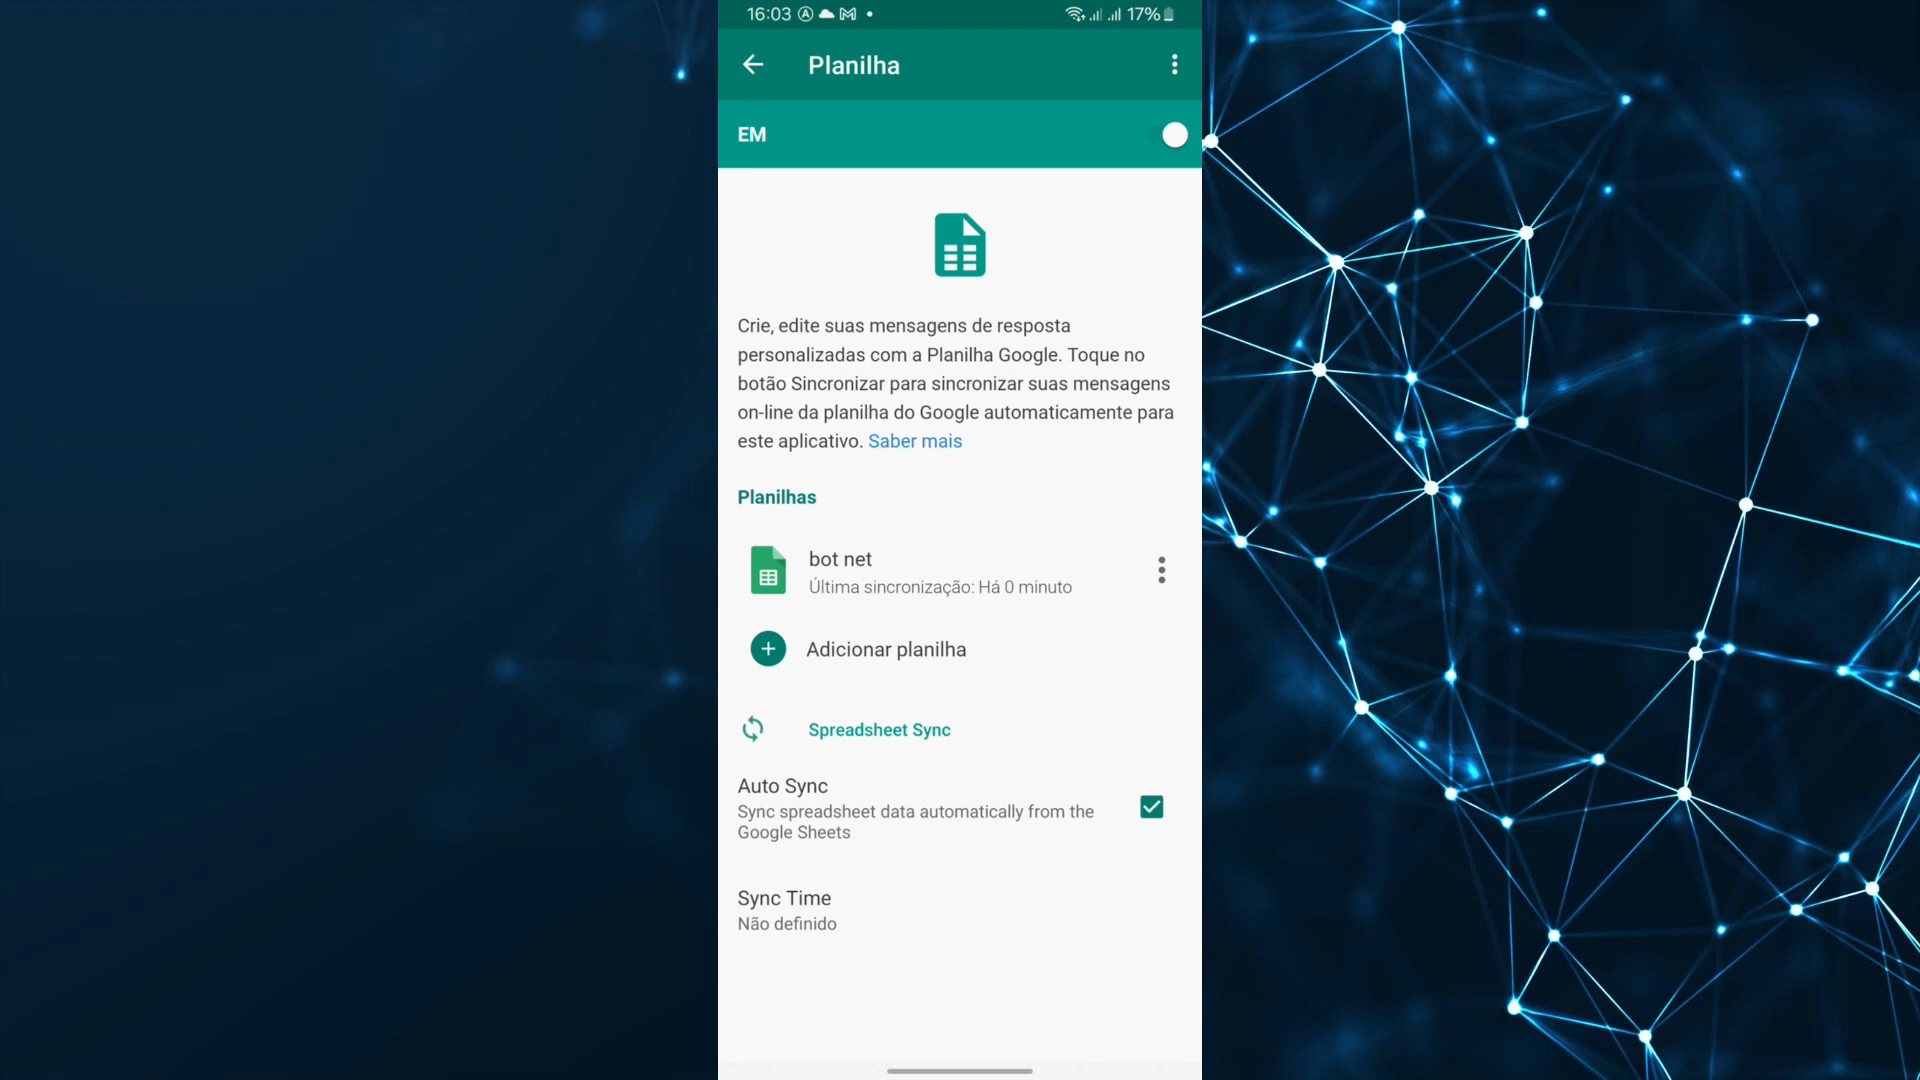 16:03 17%
Planilha
EM
Crie, edite suas mensagens de resposta
personalizadas com a Planilha Google. Toque no
botão Sincronizar para sincronizar suas mensagens
on-line da planilha do Google automaticamente para
este aplicativo. Saber mais
Planilhas
bot net
Última sincronização: Há 0 minuto
Adicionar planilha
Spreadsheet Sync
Auto Sync
Sync spreadsheet data automatically from the
Google Sheets
Sync Time
Não definido